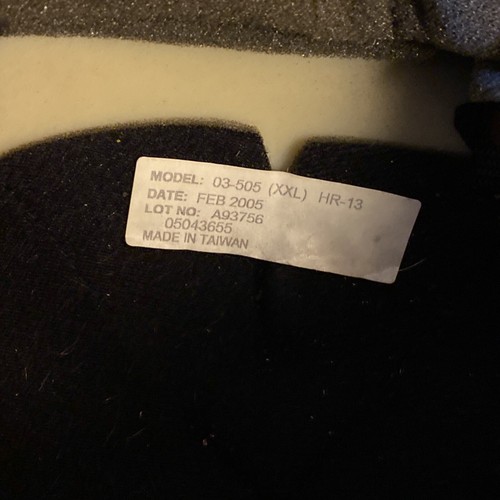 MODEL: 03-505 (XXL) HR-13
DATE: FEB 2005
LOT NO: A93756
05043655
MADE IN TAIWAN